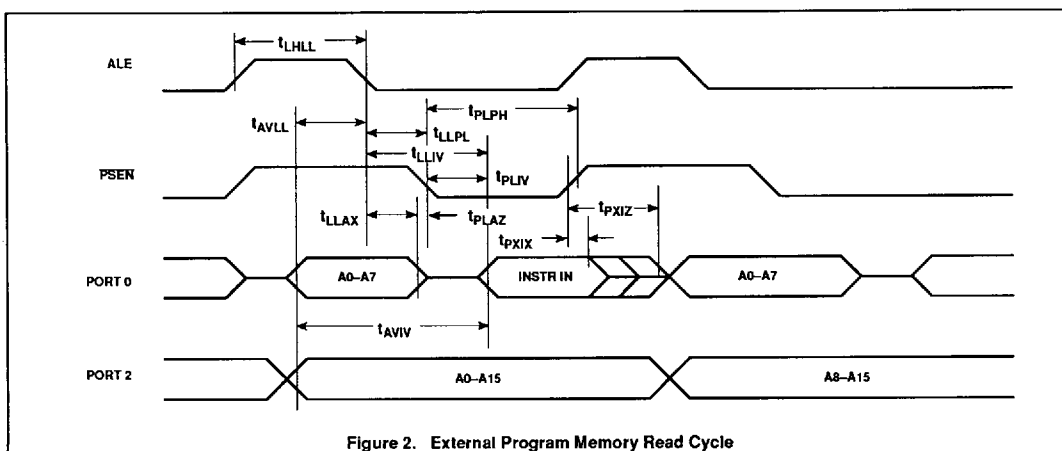 tLHLL
ALE
tPLPH
tAVLL
tLLPL
tLLIV
PSEN
tPLIV
tLLAX
tPLAZ
tPXIZ
tPXIX
PORT 0
A0–A7
INSTR IN
A0–A7
tAVIV
PORT 2
A0–A15
A8–A15
Figure 2. External Program Memory Read Cycle